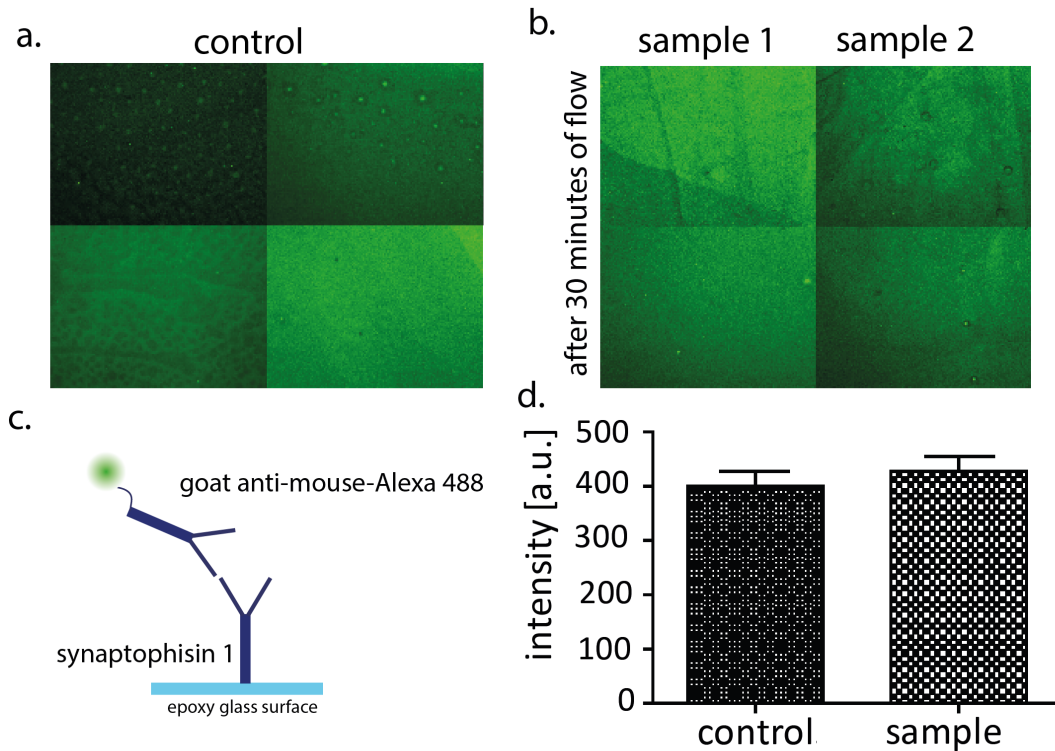 a.
control
b.
sample 1
sample 2
after 30 minutes of flow
c.
goat anti-mouse-Alexa 488
synaptophisin 1
epoxy glass surface
d.
intensity [a.u.]
500
400
300
200
100
0
control
sample